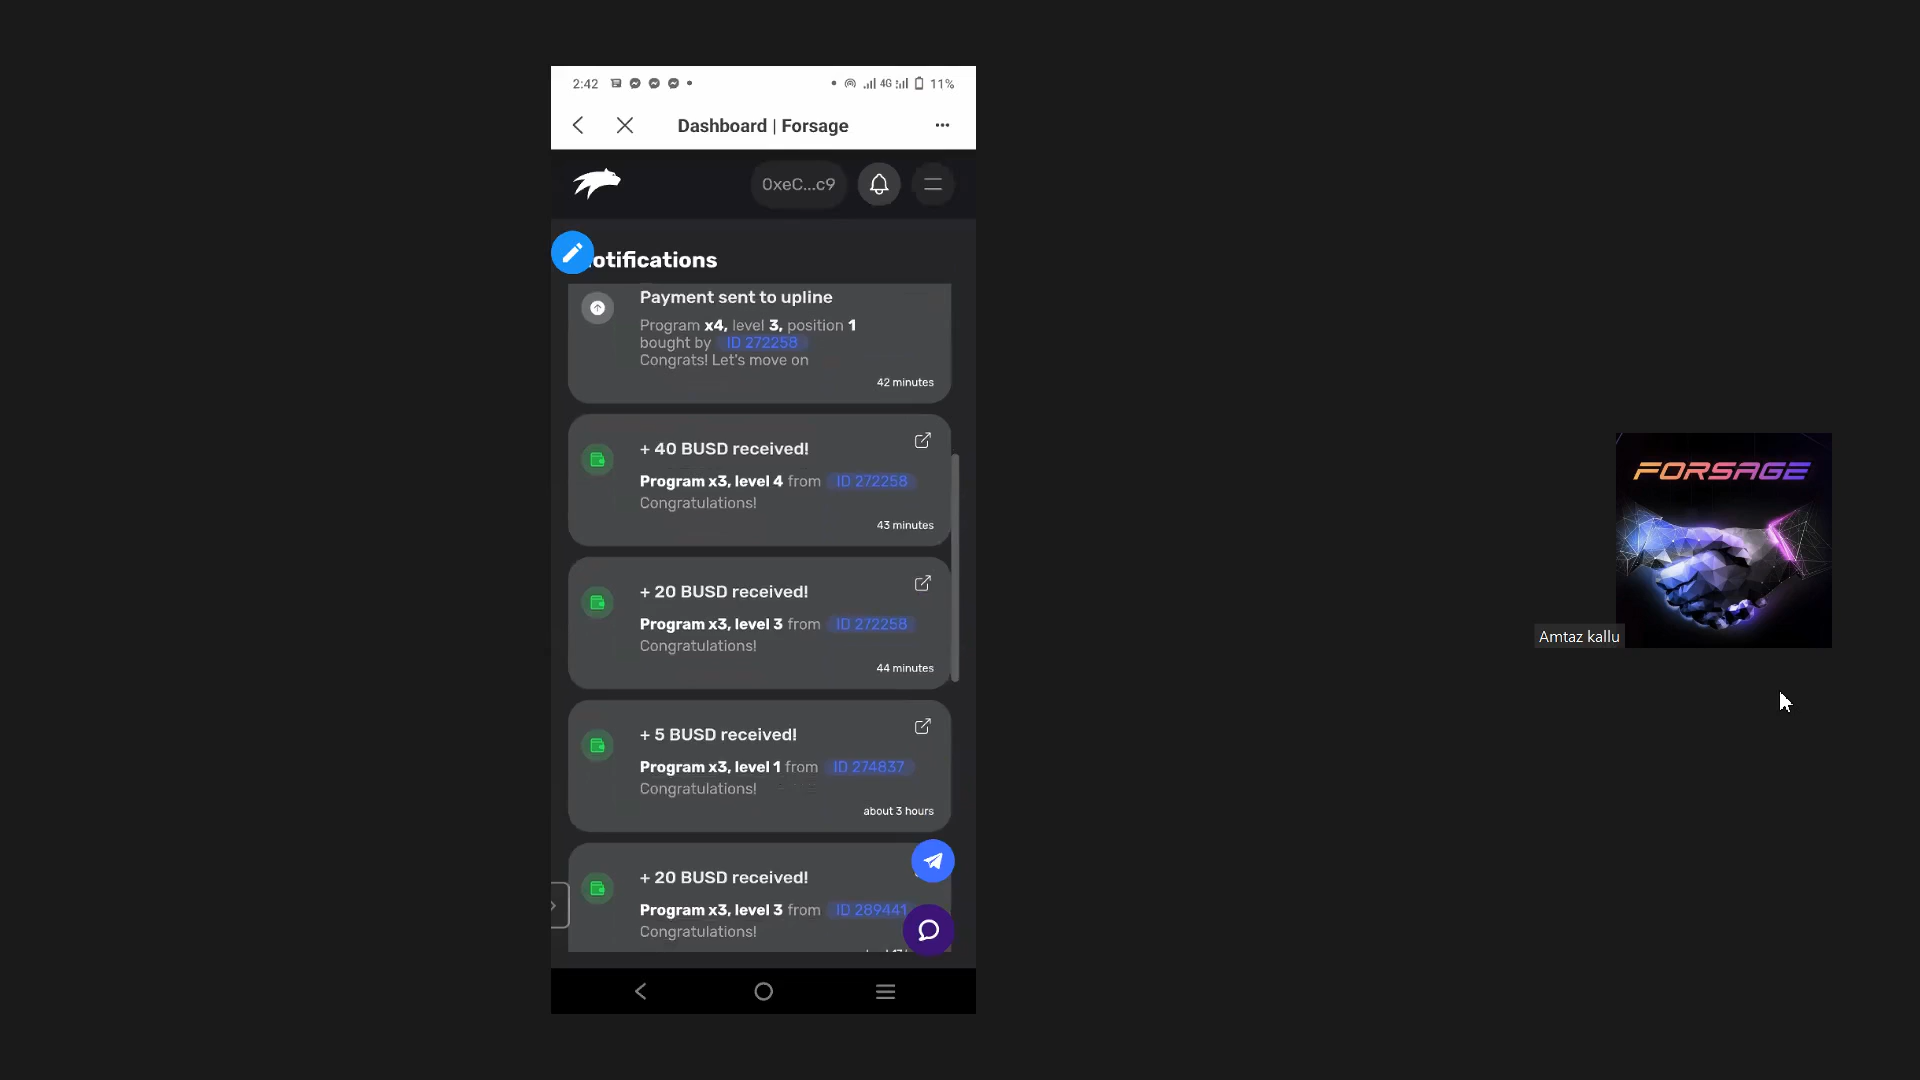 2:42
4G
11%
Dashboard | Forsage
0xeC...c9
otifications
Payment sent to upline
Program x4, level 3, position 1
bought by ID 272258
Congrats! Let's move on
42 minutes
+ 40 BUSD received!
Program x3, level 4 from ID 272258
Congratulations!
43 minutes
+ 20 BUSD received!
Program x3, level 3 from ID 272258
Congratulations!
44 minutes
+ 5 BUSD received!
Program x3, level 1 from ID 274837
Congratulations!
about 3 hours
+ 20 BUSD received!
Program x3, level 3 from ID 289441
Congratulations!
FORSAGE
Amtaz kallu